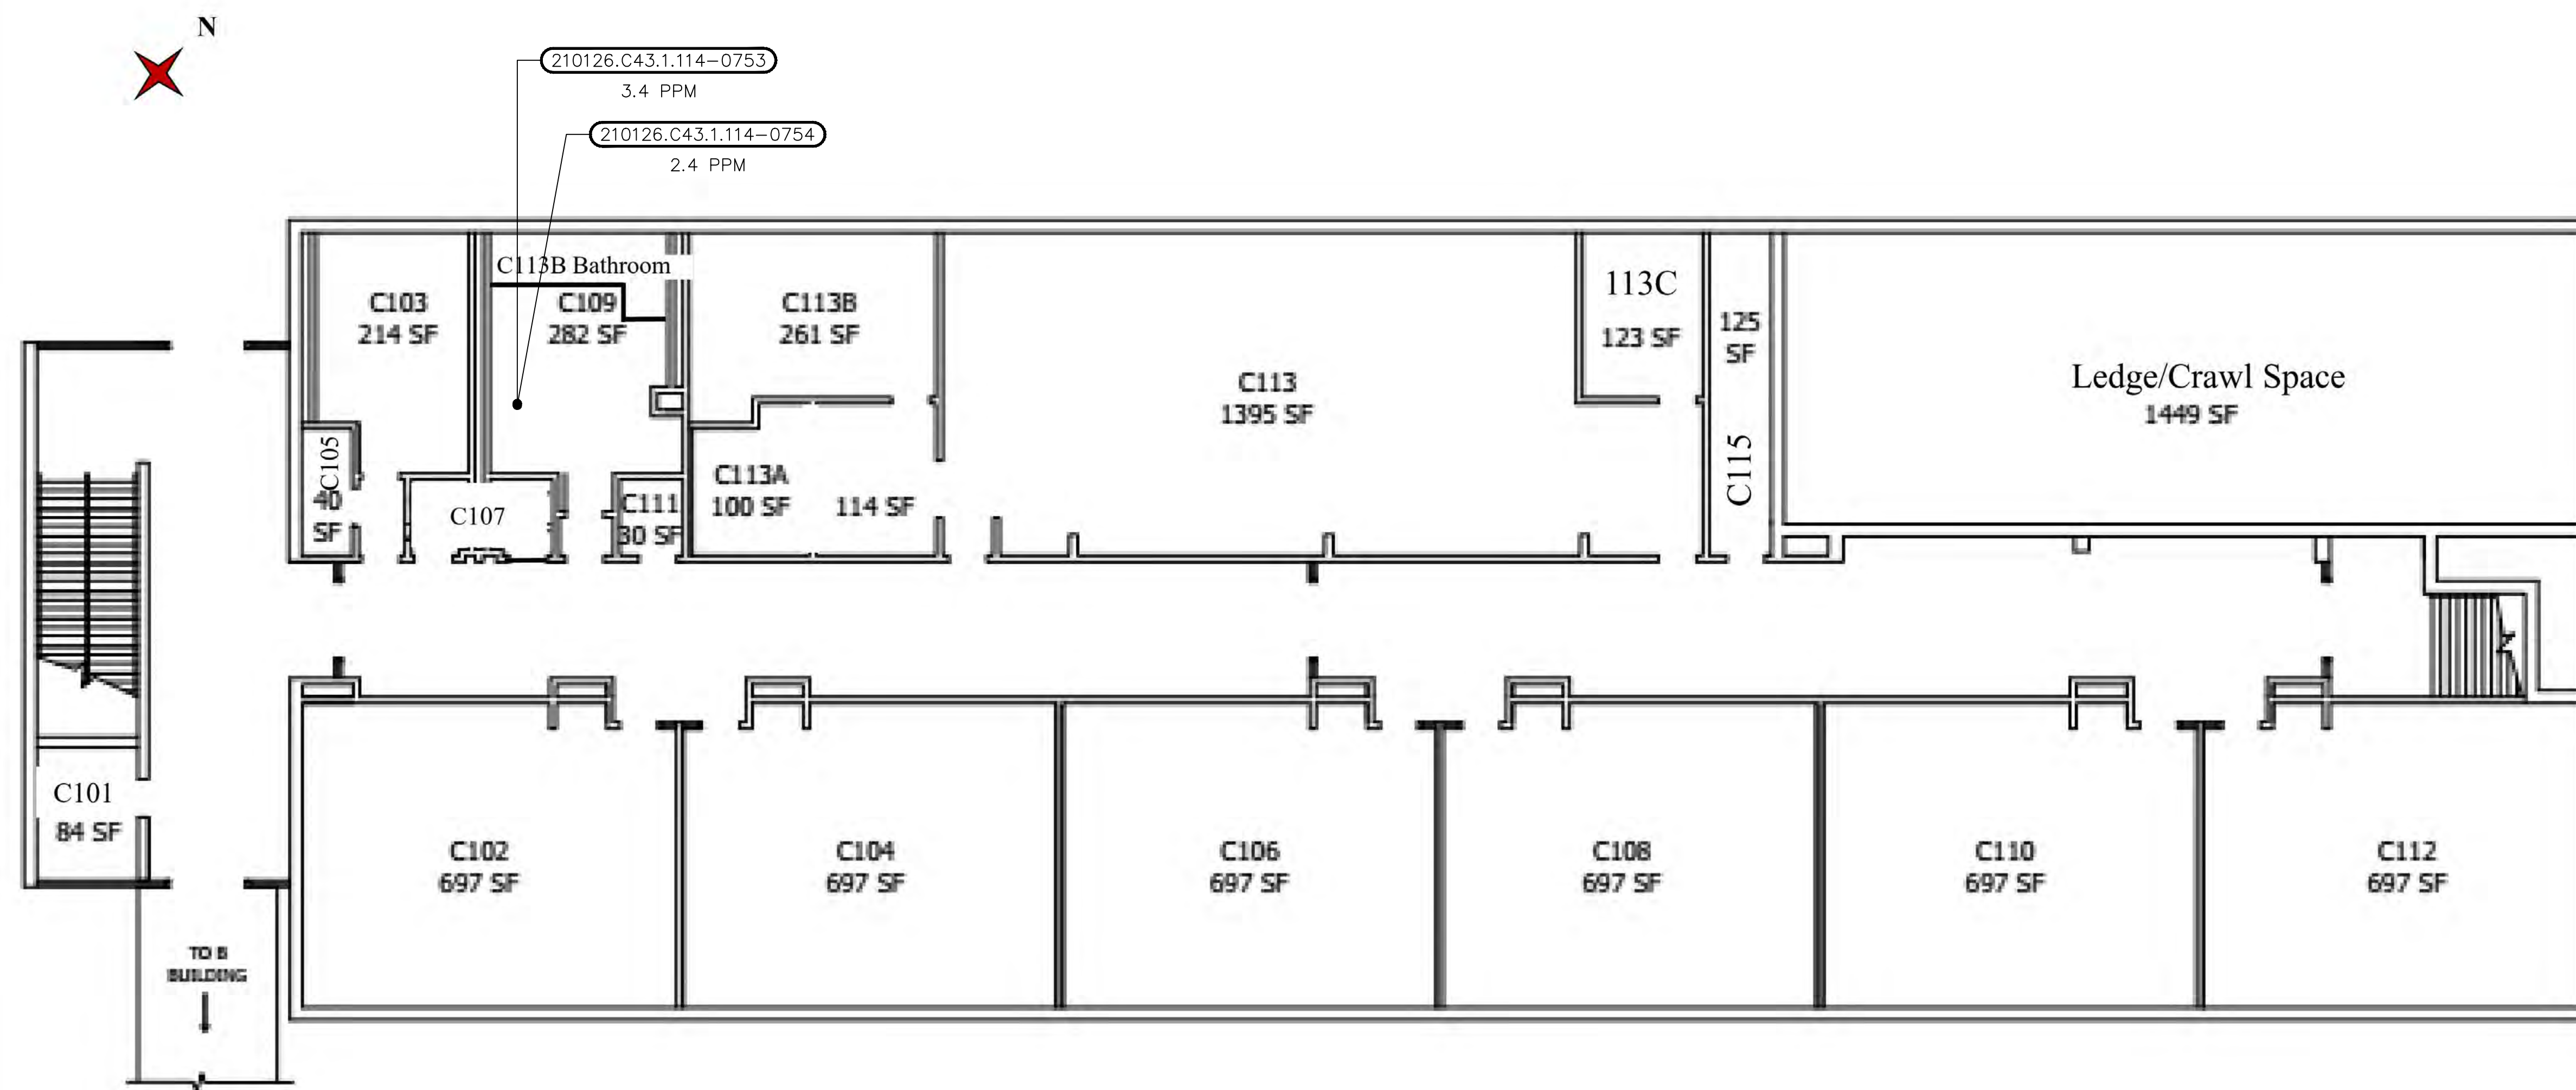 N
210126.C43.1.114-0753
3.4 PPM
210126.C43.1.114-0754
2.4 PPM
C113B Bathroom
C103
214 SF
C109
282 SF
C113B
261 SF
C113
1395 SF
113C
123 SF
125
SF
C115
Ledge/Crawl Space
1449 SF
C105
40
SF
C107
C111
30 SF
C113A
100 SF
114 SF
C101
84 SF
C102
697 SF
C104
697 SF
C106
697 SF
C108
697 SF
C110
697 SF
C112
697 SF
TO B
BUILDING